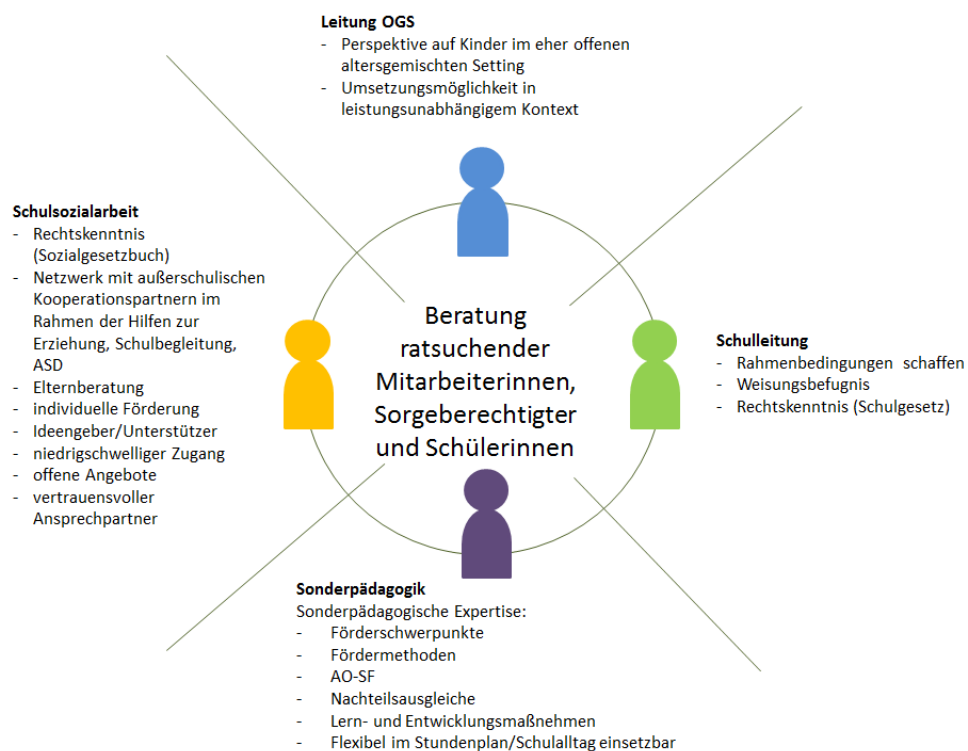 Leitung OGS
- Perspektive auf Kinder im eher offenen
altersgemischten Setting
- Umsetzungsmöglichkeit in
leistungsunabhängigem Kontext
Schulsozialarbeit
- Rechtskenntnis
(Sozialgesetzbuch)
- Netzwerk mit außerschulischen
Kooperationspartnern im
Rahmen der Hilfen zur
Erziehung, Schulbegleitung,
ASD
- Elternberatung
- individuelle Förderung
- Ideengeber/Unterstützer
- niedrigschwelliger Zugang
- offene Angebote
- vertrauensvoller
Ansprechpartner
Beratung
ratsuchender
Mitarbeiterinnen,
Sorgeberechtigter
und Schülerinnen
Schulleitung
- Rahmenbedingungen schaffen
- Weisungsbefugnis
- Rechtskenntnis (Schulgesetz)
Sonderpädagogik
Sonderpädagogische Expertise:
- Förderschwerpunkte
- Fördermethoden
- AO-SF
- Nachteilsausgleiche
- Lern- und Entwicklungsmaßnehmen
- Flexibel im Stundenplan/Schulalltag einsetzbar